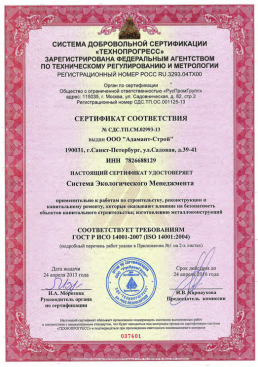 СИСТЕМА ДОБРОВОЛЬНОЙ СЕРТИФИКАЦИИ
«ТЕХНОПРОГРЕСС»
ЗАРЕГИСТРИРОВАНА ФЕДЕРАЛЬНЫМ АГЕНТСТВОМ
ПО ТЕХНИЧЕСКОМУ РЕГУЛИРОВАНИЮ И МЕТРОЛОГИИ
РЕГИСТРАЦИОННЫЙ НОМЕР РОСС RU.3293.04ТХ00
Орган по сертификации
Общество с ограниченной ответственностью «РусПромГрупп»
адрес: 115035, г. Москва, ул. Садовническая, д. 82, стр.2
Регистрационный номер СДС.ТП.ОС.001125-13
СЕРТИФИКАТ СООТВЕТСТВИЯ
№ СДС.ТП.СМ.02993-13
выдан ООО "Адамант-Строй"
190031, г.Санкт-Петербург, ул.Садовая, д.39-41
ИНН 7826688129
НАСТОЯЩИЙ СЕРТИФИКАТ УДОСТОВЕРЯЕТ
Система Экологического Менеджмента
применительно к работам по строительству, реконструкции и
капитальному ремонту, которые оказывают влияние на безопасность
объектов капитального строительства; изготовлению металлоконструкций
СООТВЕТСТВУЕТ ТРЕБОВАНИЯМ
ГОСТ Р ИСО 14001-2007 (ISO 14001:2004)
(подробный перечень работ указан в Приложении №1 на 2-х листах)
Дата выдачи
24 апреля 2013 года
Срок действия до
24 апреля 2016 года
Руководитель органа
по сертификации
Председатель комиссии
037401